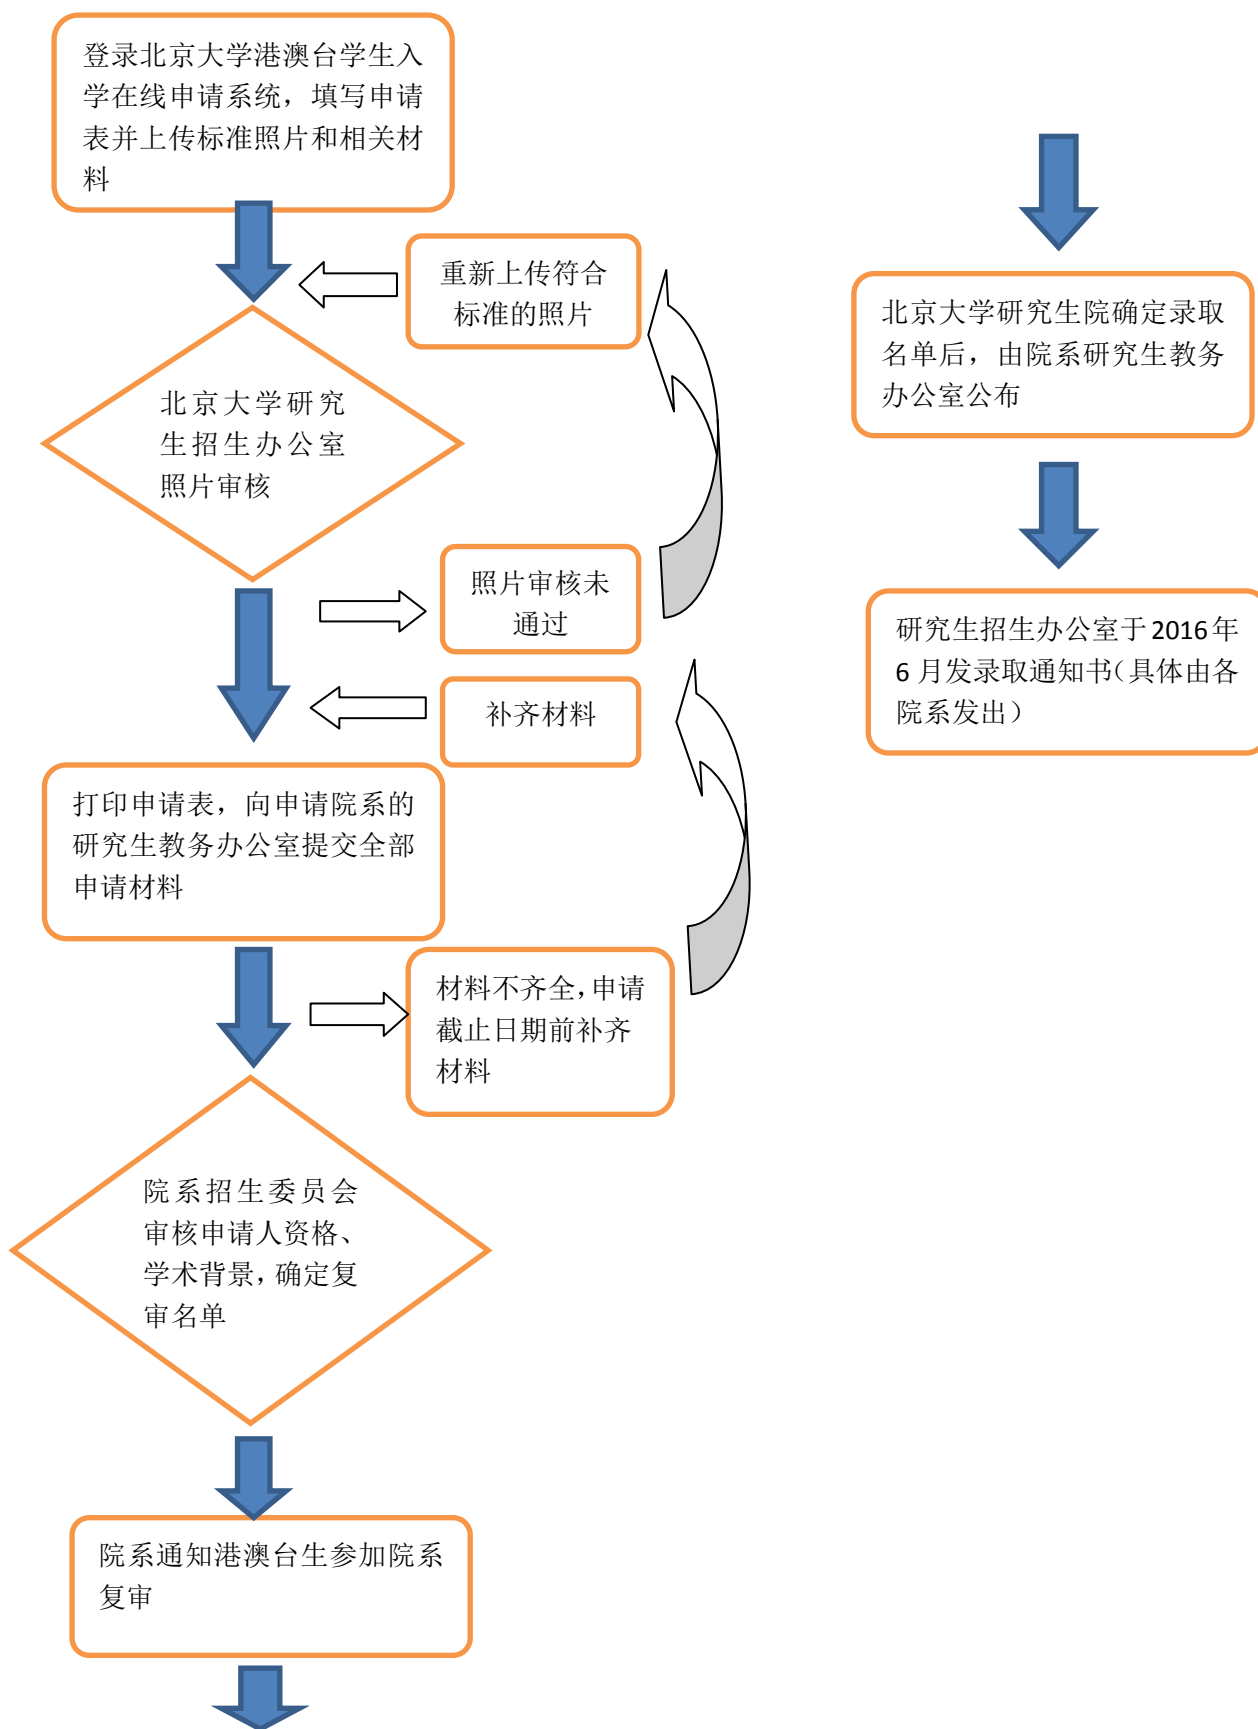 登录北京大学港澳台学生入
学在线申请系统，填写申请
表并上传标准照片和相关材
料
重新上传符合
标准的照片
北京大学研究
生招生办公室
照片审核
照片审核未
通过
补齐材料
打印申请表，向申请院系的
研究生教务办公室提交全部
申请材料
材料不齐全，申请
截止日期前补齐
材料
院系招生委员会
审核申请人资格、
学术背景，确定复
审名单
院系通知港澳台生参加院系
复审
北京大学研究生院确定录取
名单后，由院系研究生教务
办公室公布
研究生招生办公室于 2016 年
6 月发录取通知书（具体由各
院系发出）